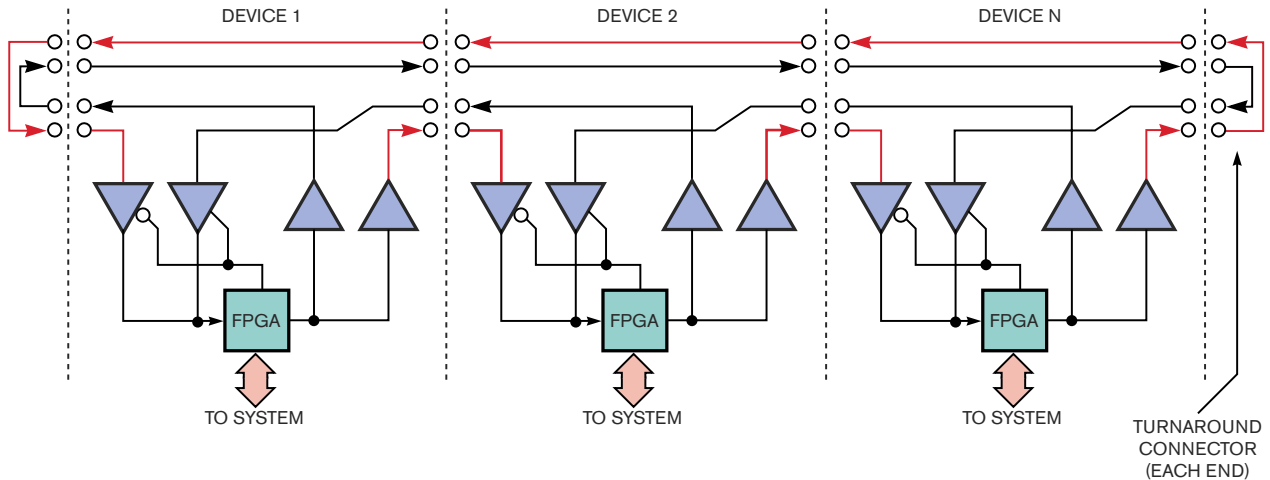 DEVICE 1
DEVICE 2
DEVICE N
FPGA
FPGA
FPGA
TO SYSTEM
TO SYSTEM
TO SYSTEM
TURNAROUND
CONNECTOR
(EACH END)